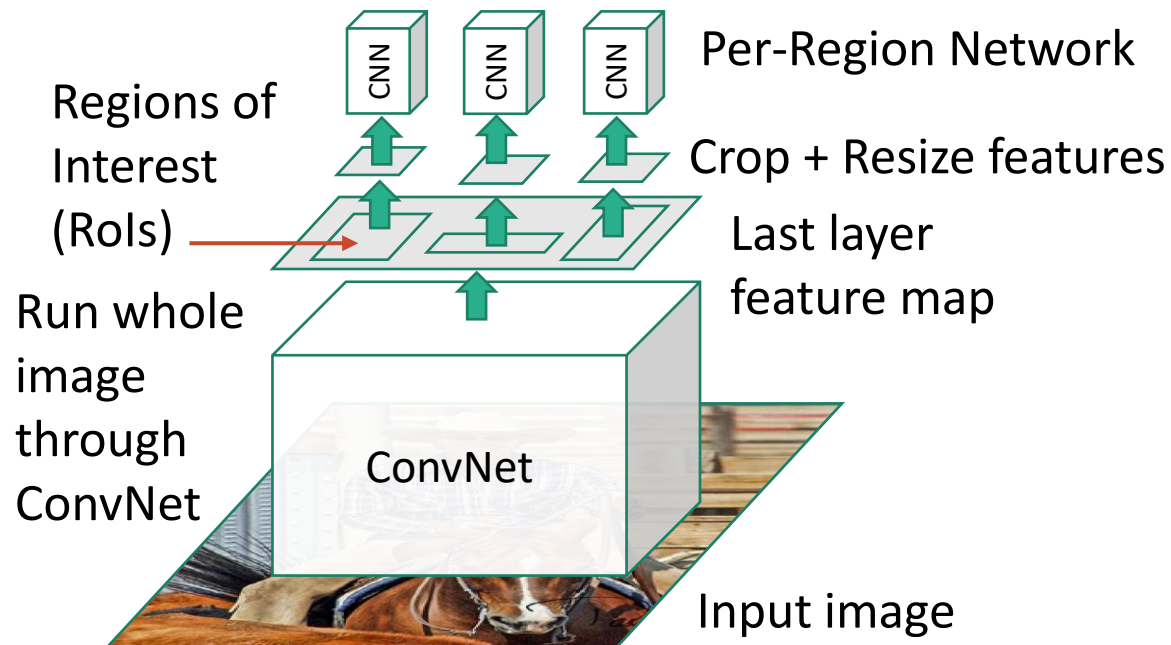 CNN
CNN
CNN
Per-Region Network
Regions of
Interest
(RoIs)
Crop + Resize features
Last layer
feature map
Run whole
image
through
ConvNet
ConvNet
Input image